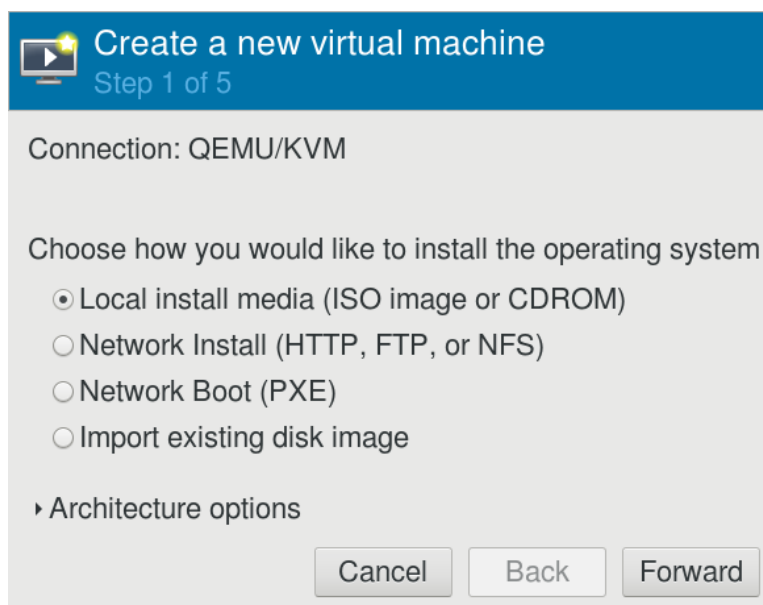 Create a new virtual machine
Step 1 of 5
Connection: QEMU/KVM
Choose how you would like to install the operating system
Local install media (ISO image or CDROM)
Network Install (HTTP, FTP, or NFS)
Network Boot (PXE)
Import existing disk image
Architecture options
Cancel Back Forward